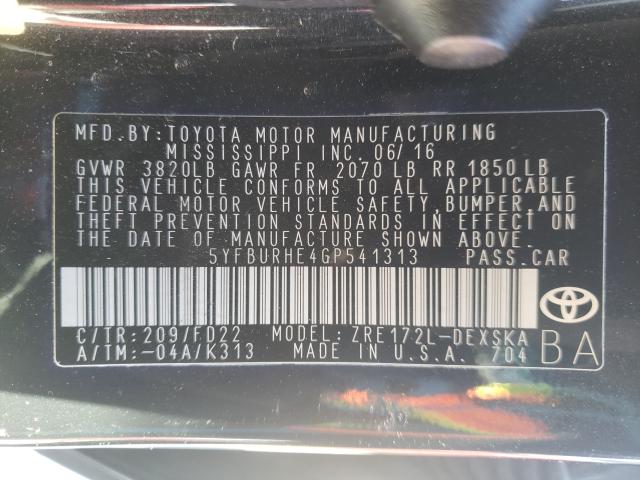 MFD. BY: TOYOTA MOTOR MANUFACTURING
MISSISSIPPI INC. 06/16
GVWR 3820LB GAWR FR 2070 LB RR 1850 LB
THIS VEHICLE CONFORMS TO ALL APPLICABLE
FEDERAL MOTOR VEHICLE SAFETY, BUMPER, AND
THEFT PREVENTION STANDARDS IN EFFECT ON
THE DATE OF MANUFACTURE SHOWN ABOVE.
5YFBURHE4GP541313 PASS. CAR
C/TR: 209/FD22 MODEL: ZRE172L-DEXSKA
A/TM: -04A/K313 MADE IN U.S.A. 704
BA